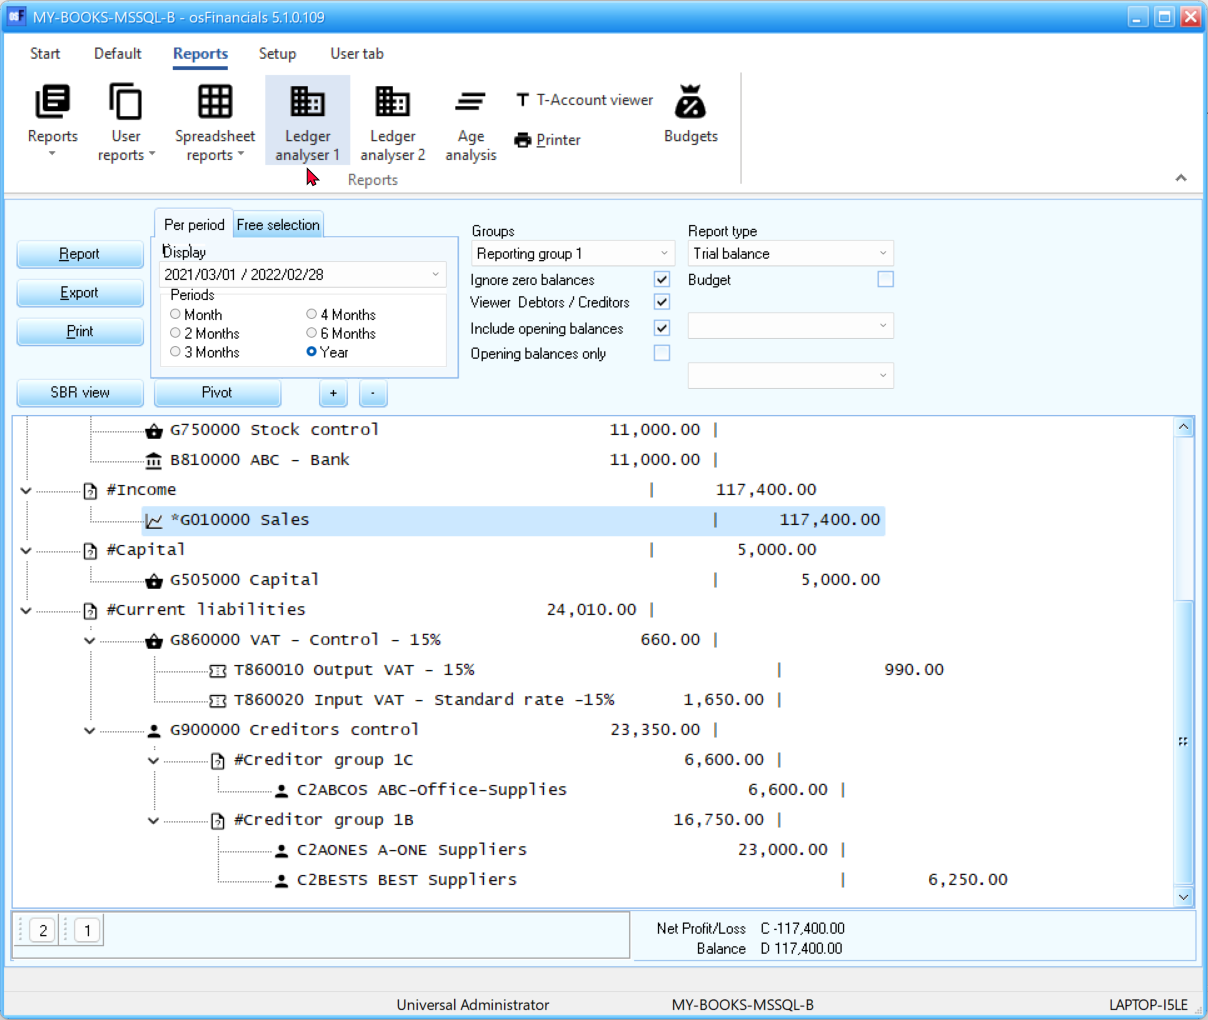 MY-BOOKS-MSSQL-B - osFinancials 5.1.0.109
Start Default Reports Setup User tab
Reports
User reports
Spreadsheet reports
Ledger analyser 1
Ledger analyser 2
Age analysis
T-Account viewer
Printer
Budgets
Reports
Per period Free selection
Display
2021/03/01 / 2022/02/28
Periods
Month 4 Months
2 Months 6 Months
3 Months Year
Report
Export
Print
SBR view Pivot + -
Groups
Reporting group 1
Ignore zero balances
Viewer Debtors / Creditors
Include opening balances
Opening balances only
Report type
Trial balance
Budget
G750000 Stock control 11,000.00 |
B810000 ABC - Bank 11,000.00 |
#Income | 117,400.00
*G010000 Sales | 117,400.00
#Capital | 5,000.00
G505000 Capital | 5,000.00
#Current liabilities 24,010.00 |
G860000 VAT - Control - 15% 660.00 |
T860010 Output VAT - 15% | 990.00
T860020 Input VAT - Standard rate -15% 1,650.00 |
G900000 Creditors control 23,350.00 |
#Creditor group 1C 6,600.00 |
C2ABCOS ABC-Office-Supplies 6,600.00 |
#Creditor group 1B 16,750.00 |
C2AONES A-ONE Suppliers 23,000.00 |
C2BESTS BEST Suppliers | 6,250.00
2 1
Net Profit/Loss C -117,400.00
Balance D 117,400.00
Universal Administrator MY-BOOKS-MSSQL-B LAPTOP-I5LE